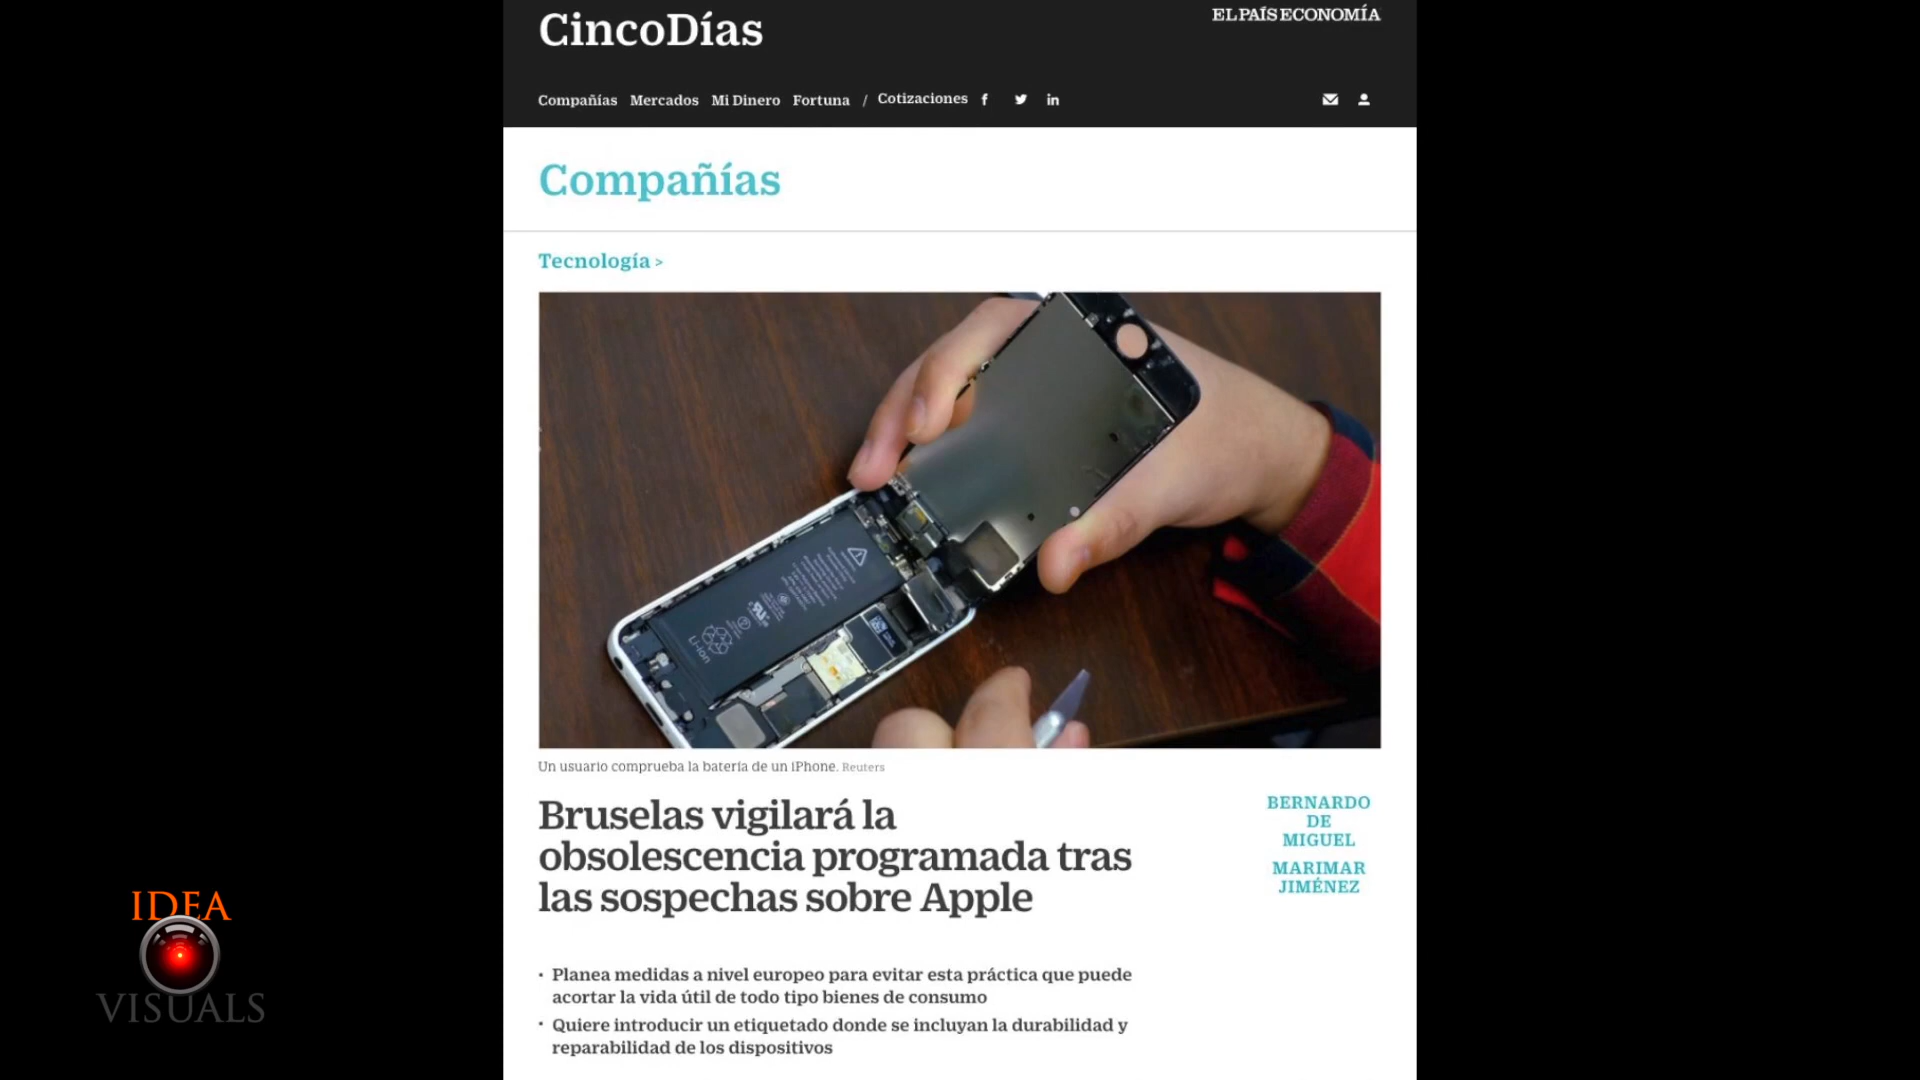 CincoDías
EL PAÍS ECONOMÍA
Compañías Mercados Mi Dinero Fortuna / Cotizaciones f in
Compañías
Tecnología >
Li-ion
Un usuario comprueba la batería de un iPhone. Reuters
Bruselas vigilará la
obsolescencia programada tras
las sospechas sobre Apple
BERNARDO
DE
MIGUEL
MARIMAR
JIMÉNEZ
· Planea medidas a nivel europeo para evitar esta práctica que puede
acortar la vida útil de todo tipo bienes de consumo
· Quiere introducir un etiquetado donde se incluyan la durabilidad y
reparabilidad de los dispositivos
IDEA
VISUALS